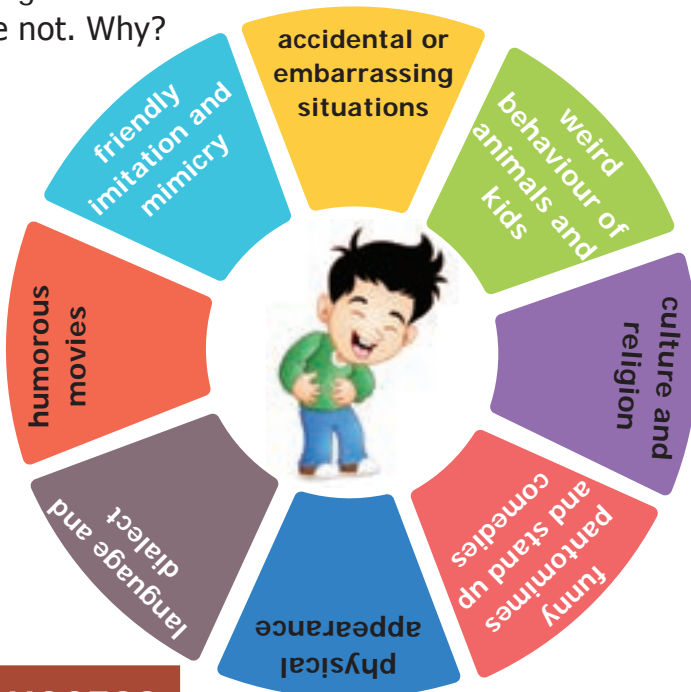 e not. Why?
accidental or
embarrassing
situations
weird
behaviour of
animals and
kids
culture and
religion
funny
pantomimes
and stand up
comedies
physical
appearance
language and
dialect
humorous
movies
friendly
imitation and
mimicry